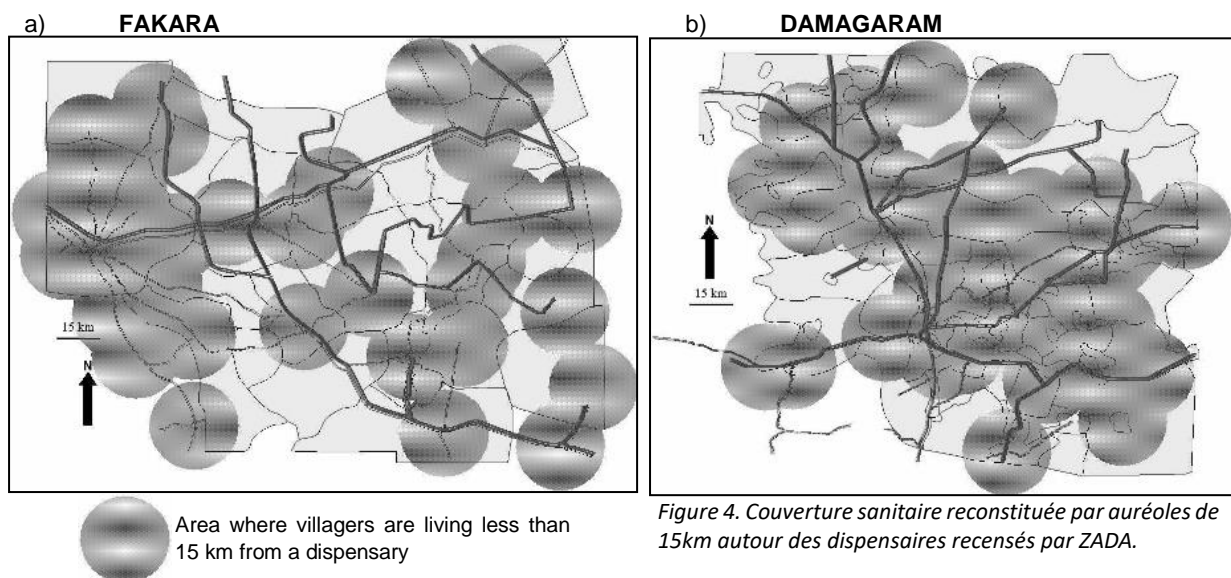 a) FAKARA
b) DAMAGARAM
N
15 km
15 km
N
Area where villagers are living less than
15 km from a dispensary
Figure 4. Couverture sanitaire reconstituée par auréoles de
15km autour des dispensaires recensés par ZADA.